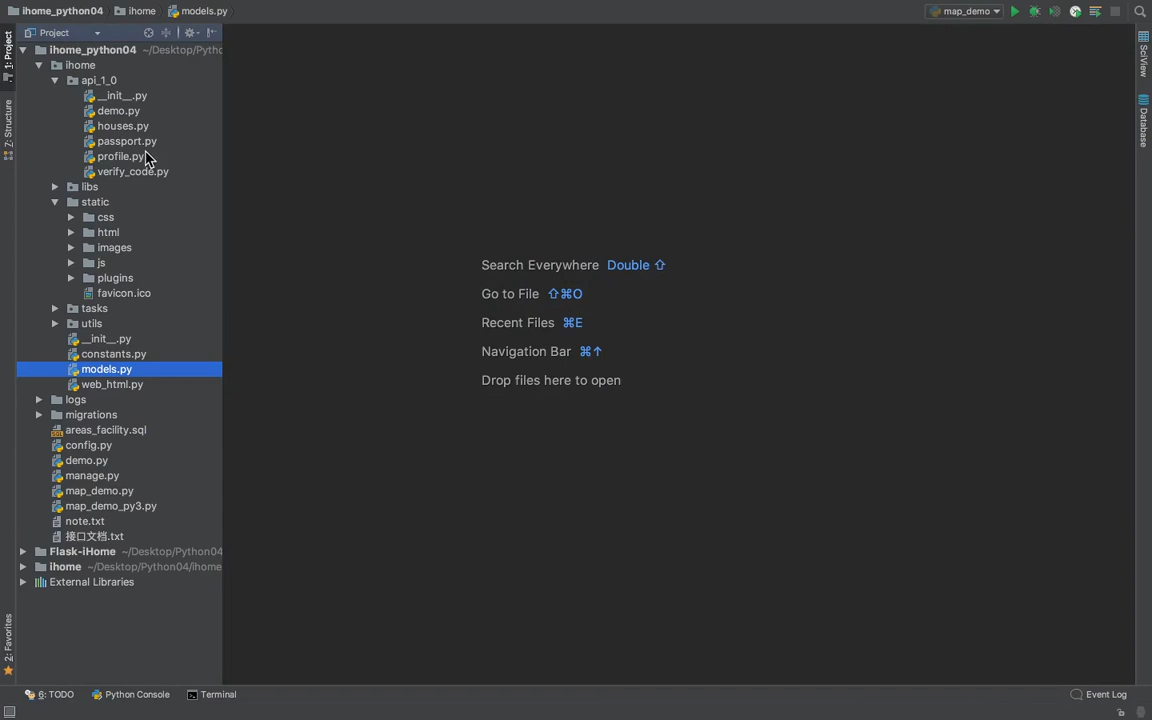 ihome_python04 ihome models.py map_demo
Project
ihome_python04 ~/Desktop/Pytho
ihome
api_1_0
__init__.py
demo.py
houses.py
passport.py
profile.py
verify_code.py
libs
static
css
html
images
js
plugins
favicon.ico
tasks
utils
__init__.py
constants.py
models.py
web_html.py
logs
migrations
areas_facility.sql
config.py
demo.py
manage.py
map_demo.py
map_demo_py3.py
note.txt
接口文档.txt
Flask-iHome ~/Desktop/Python04
ihome ~/Desktop/Python04/ihome
External Libraries
1: Project
7: Structure
2: Favorites
Search Everywhere Double ⇧
Go to File ⇧⌘O
Recent Files ⌘E
Navigation Bar ⌘↑
Drop files here to open
SciView
Database
6: TODO Python Console Terminal Event Log